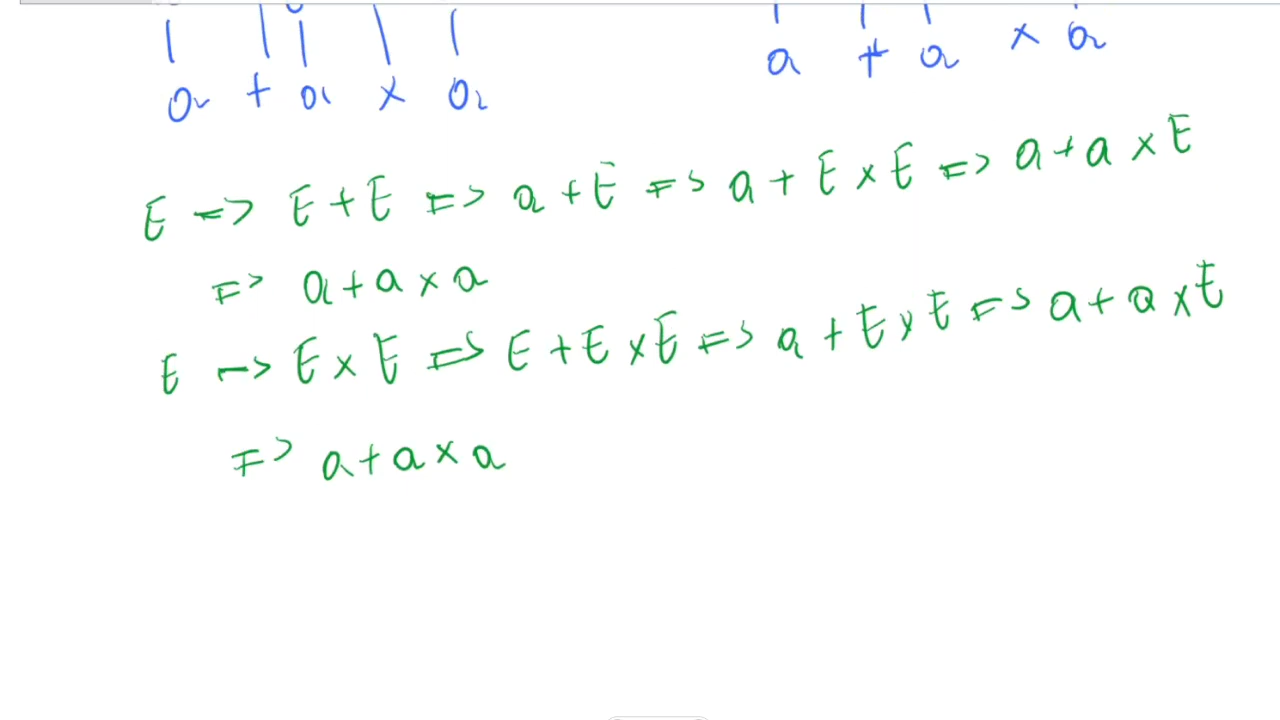 a + a × a a + a × a
E => E + E => a + E => a + E × E => a + a × E
=> a + a × a
E => E × E => E + E × E => a + E × E => a + a × E
=> a + a × a